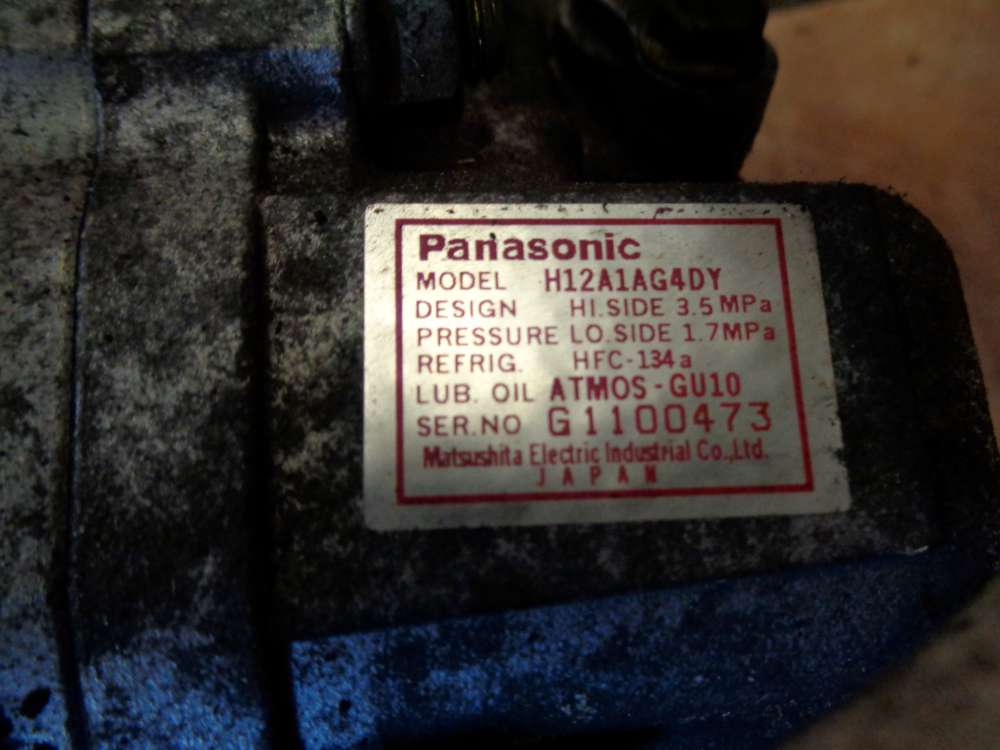 Panasonic
MODEL H12A1AG4DY
DESIGN HI.SIDE 3.5 MPa
PRESSURE LO.SIDE 1.7MPa
REFRIG. HFC-134a
LUB. OIL ATMOS-GU10
SER.NO G1100473
Matsushita Electric Industrial Co.,Ltd.
JAPAN